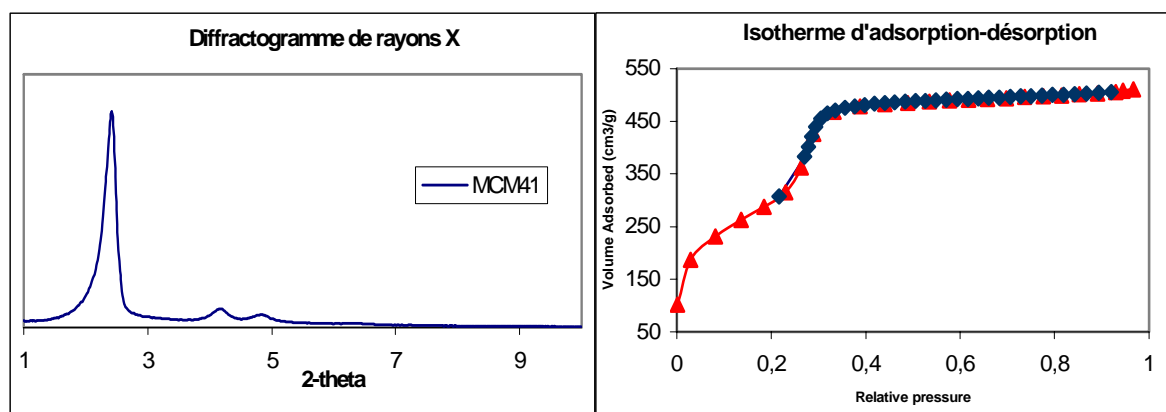 Diffractogramme de rayons X
MCM41
1 3 5 7 9
2-theta
Isotherme d'adsorption-désorption
Volume Adsorbed (cm3/g)
550
450
350
250
150
50
0 0,2 0,4 0,6 0,8 1
Relative pressure